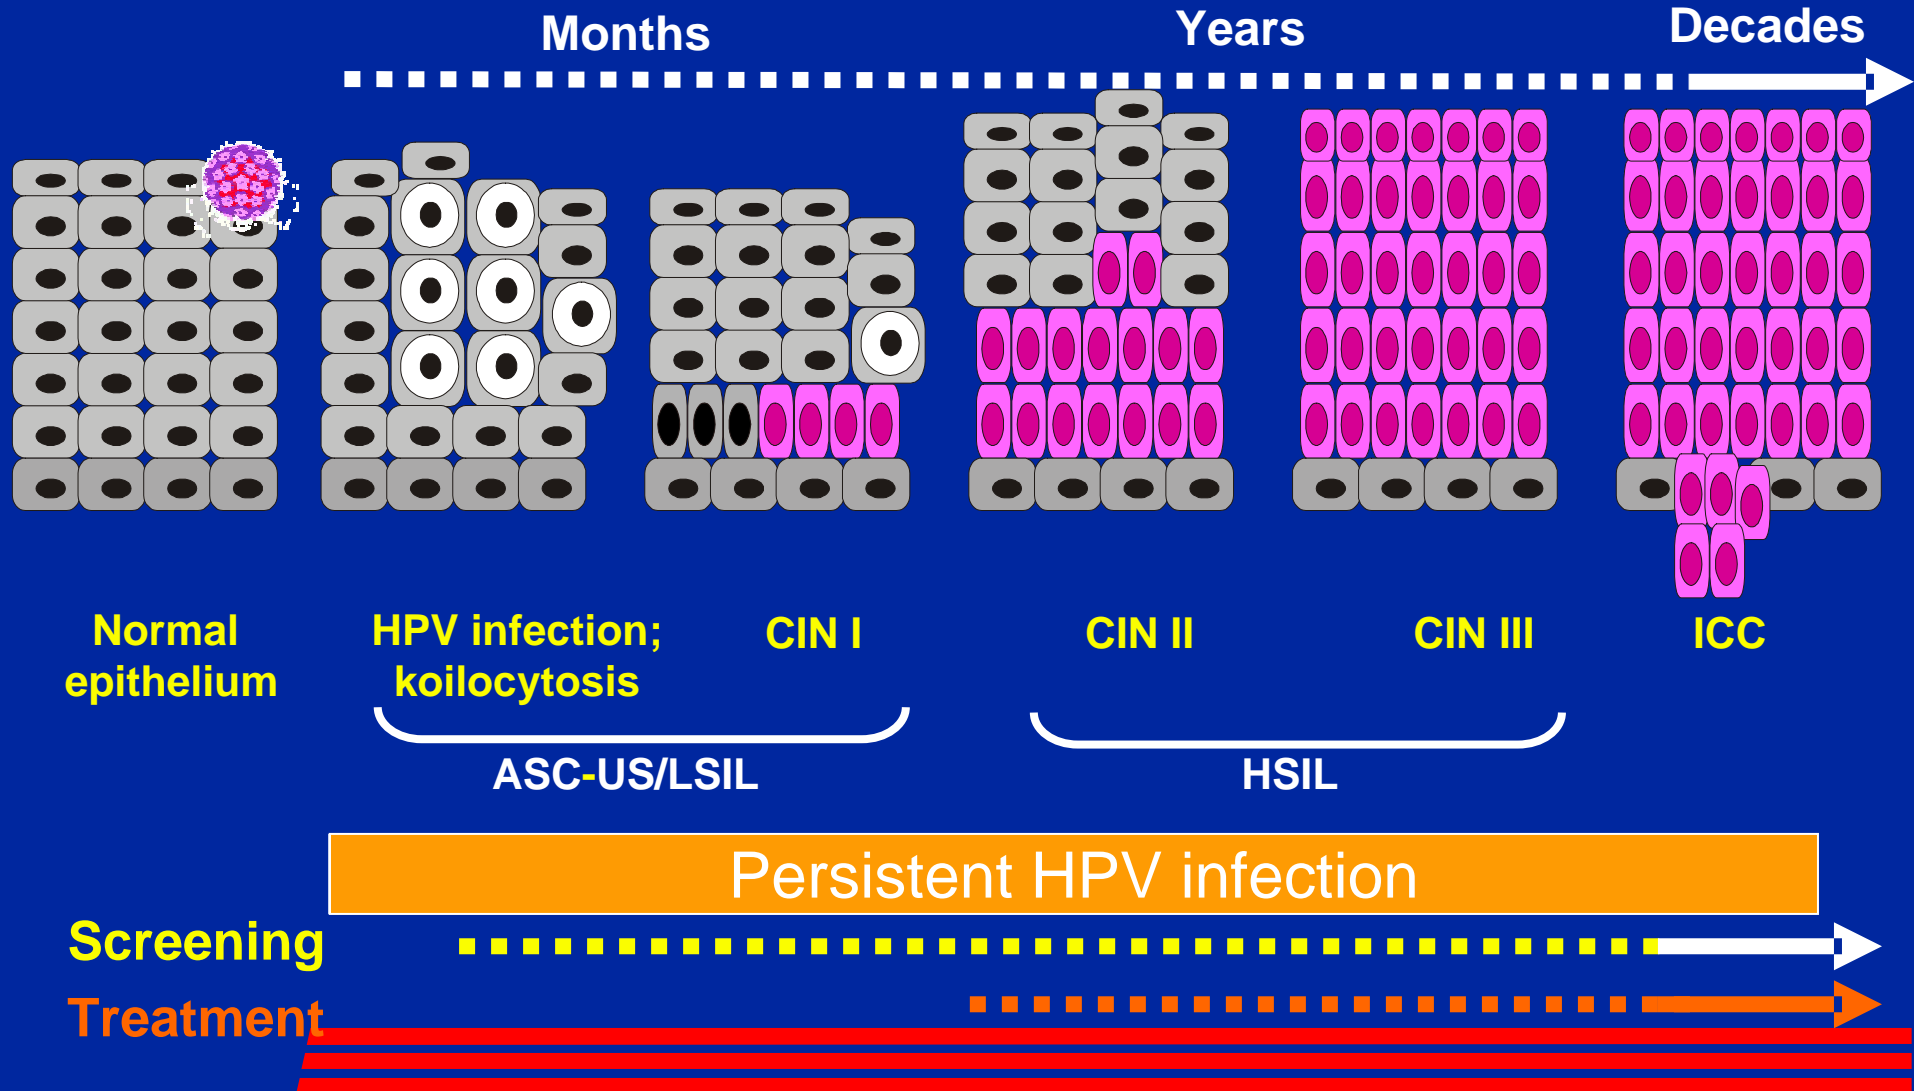 Months Years Decades
Normal
epithelium
HPV infection;
koilocytosis
CIN I
CIN II
CIN III
ICC
ASC-US/LSIL
HSIL
Persistent HPV infection
Screening
Treatment